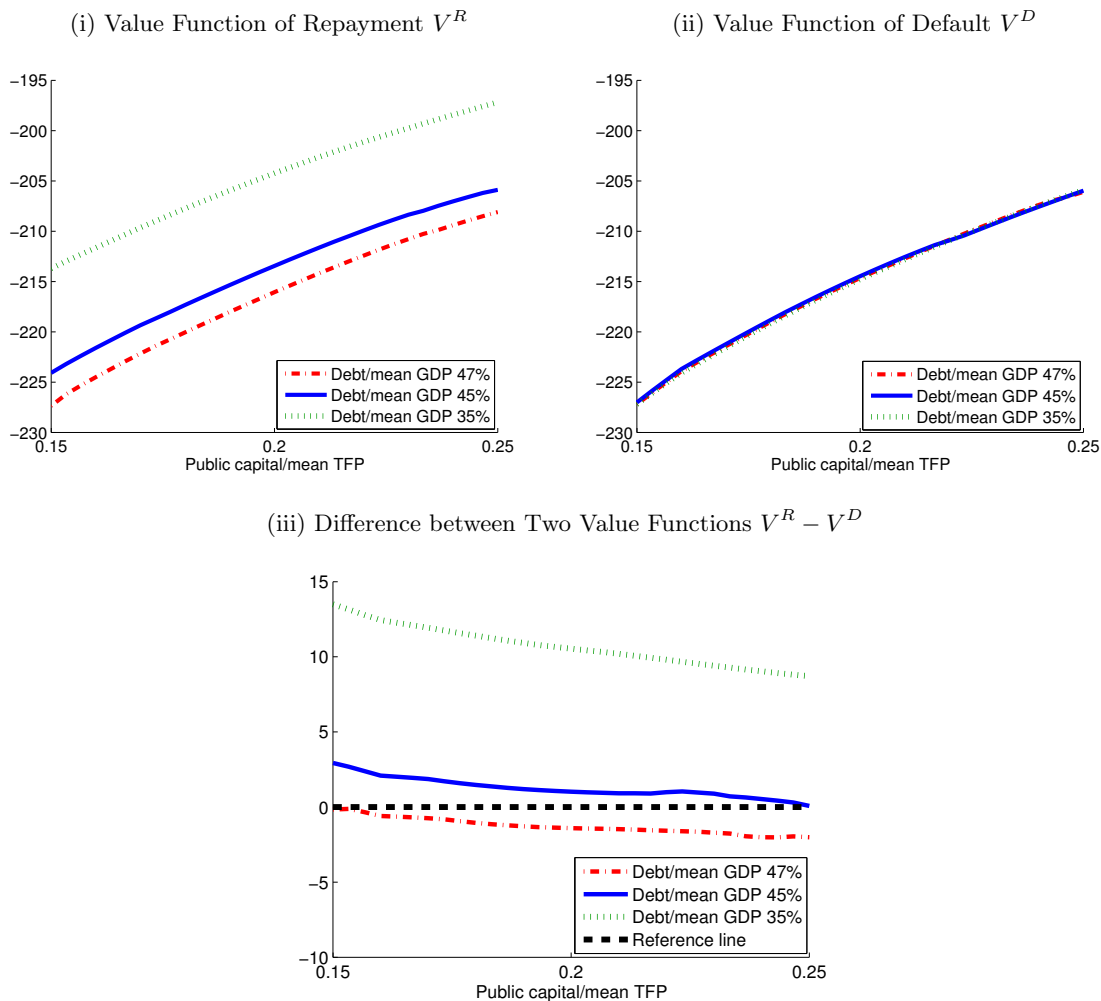 (i) Value Function of Repayment V^R
−195
−200
−205
−210
−215
−220
−225
−230
0.15
0.2
0.25
Public capital/mean TFP
Debt/mean GDP 47%
Debt/mean GDP 45%
Debt/mean GDP 35%
(ii) Value Function of Default V^D
−195
−200
−205
−210
−215
−220
−225
−230
0.15
0.2
0.25
Public capital/mean TFP
Debt/mean GDP 47%
Debt/mean GDP 45%
Debt/mean GDP 35%
(iii) Difference between Two Value Functions V^R − V^D
15
10
5
0
−5
−10
0.15
0.2
0.25
Public capital/mean TFP
Debt/mean GDP 47%
Debt/mean GDP 45%
Debt/mean GDP 35%
Reference line